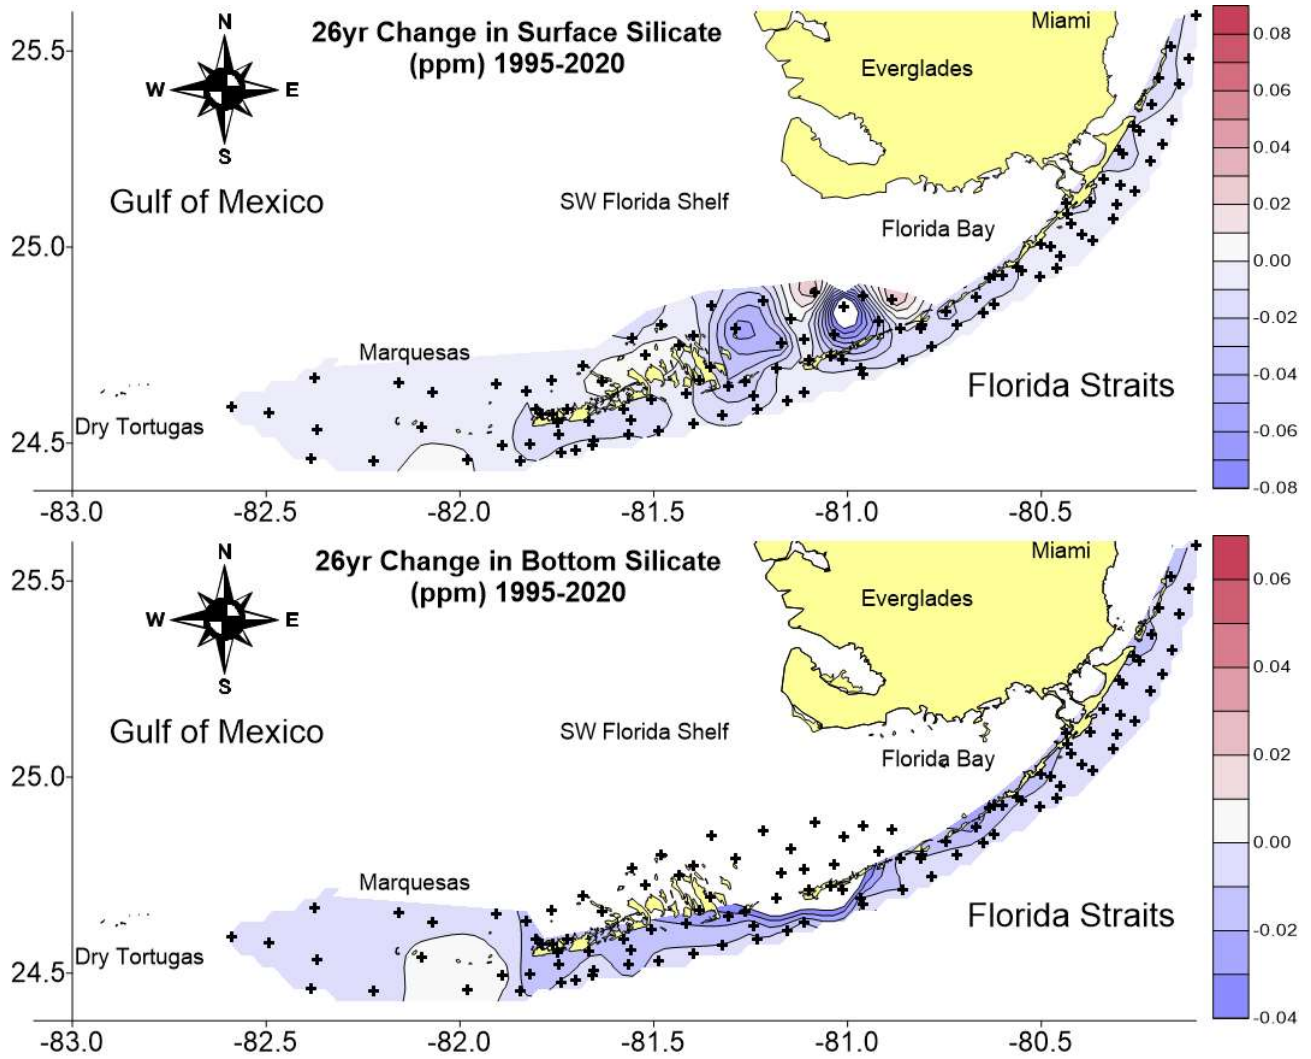 26yr Change in Surface Silicate
(ppm) 1995-2020
N
W E
S
Gulf of Mexico
SW Florida Shelf
Everglades
Miami
Florida Bay
Florida Straits
Marquesas
Dry Tortugas
25.5
25.0
24.5
-83.0 -82.5 -82.0 -81.5 -81.0 -80.5
0.08
0.06
0.04
0.02
0.00
-0.02
-0.04
-0.06
-0.08
26yr Change in Bottom Silicate
(ppm) 1995-2020
N
W E
S
Gulf of Mexico
SW Florida Shelf
Everglades
Miami
Florida Bay
Florida Straits
Marquesas
Dry Tortugas
25.5
25.0
24.5
-83.0 -82.5 -82.0 -81.5 -81.0 -80.5
0.06
0.04
0.02
0.00
-0.02
-0.04